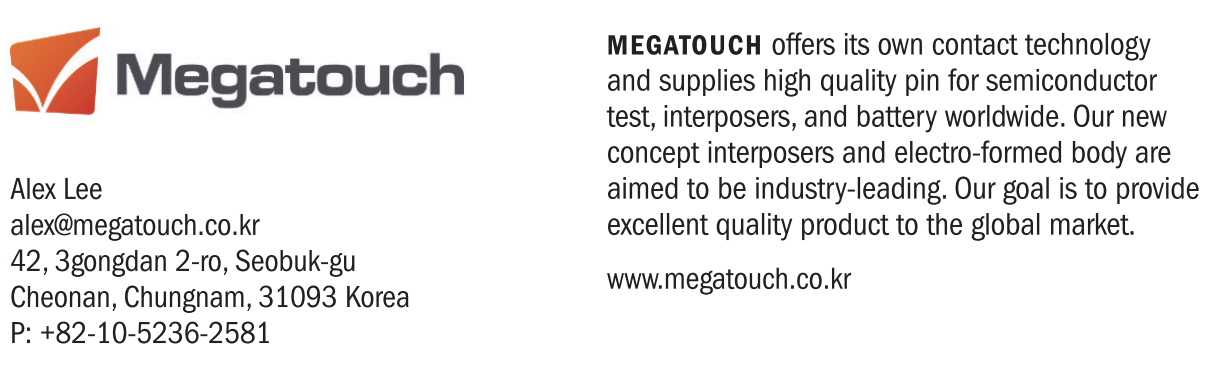 Megatouch
Alex Lee
alex@megatouch.co.kr
42, 3gongdan 2-ro, Seobuk-gu
Cheonan, Chungnam, 31093 Korea
P: +82-10-5236-2581
MEGATOUCH offers its own contact technology
and supplies high quality pin for semiconductor
test, interposers, and battery worldwide. Our new
concept interposers and electro-formed body are
aimed to be industry-leading. Our goal is to provide
excellent quality product to the global market.
www.megatouch.co.kr